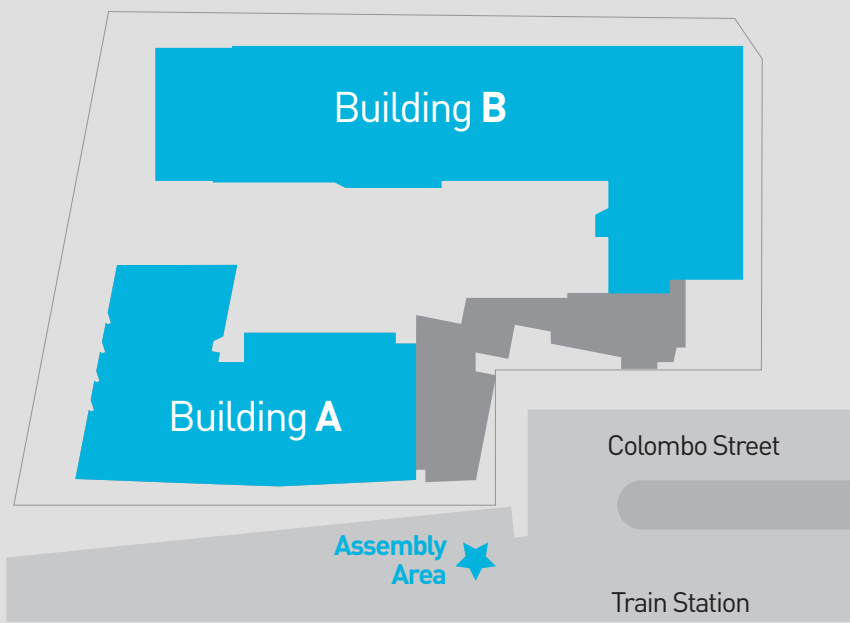 Building B
Building A
Colombo Street
Assembly
Area
Train Station